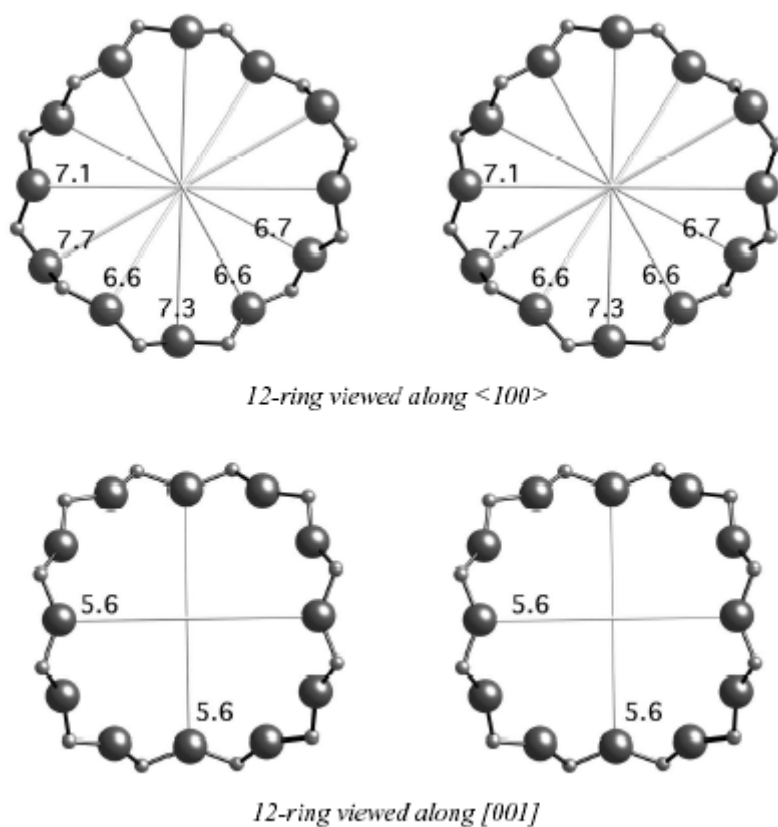 7.1 7.1
6.7 6.7
7.7 7.7
6.6 6.6 6.6 6.6
7.3 7.3
12-ring viewed along <100>
5.6 5.6
5.6 5.6
12-ring viewed along [001]